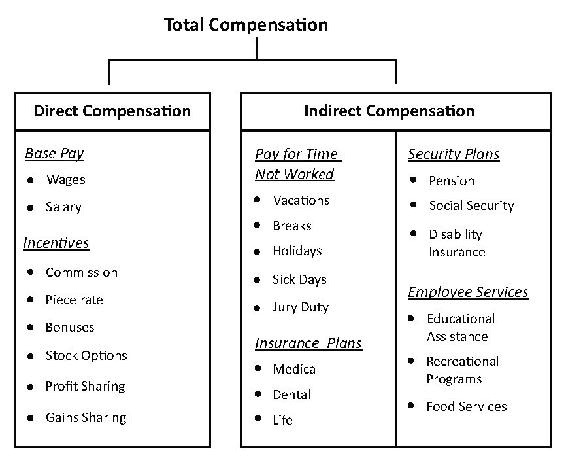 Total Compensation
Direct Compensation
Base Pay
Wages
Salary
Incentives
Commission
Piece rate
Bonuses
Stock Options
Profit Sharing
Gains Sharing
Indirect Compensation
Pay for Time
Not Worked
Vacations
Breaks
Holidays
Sick Days
Jury Duty
Insurance Plans
Medica
Dental
Life
Security Plans
Pension
Social Security
Disability
Insurance
Employee Services
Educational
Assistance
Recreational
Programs
Food Services